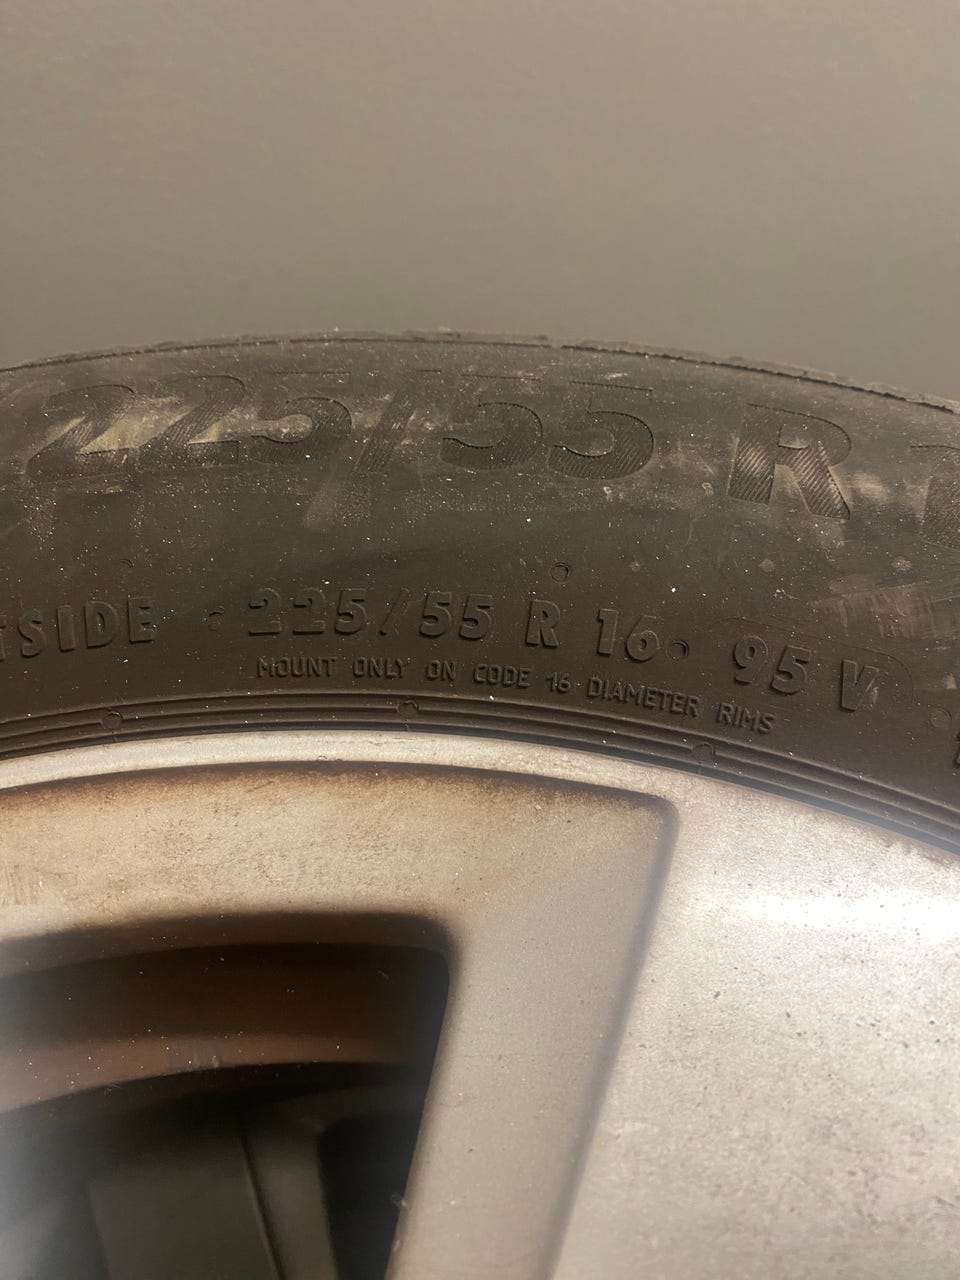 225/55 R
SIDE 225/55 R 16 95 V
MOUNT ONLY ON CODE 16 DIAMETER RIMS